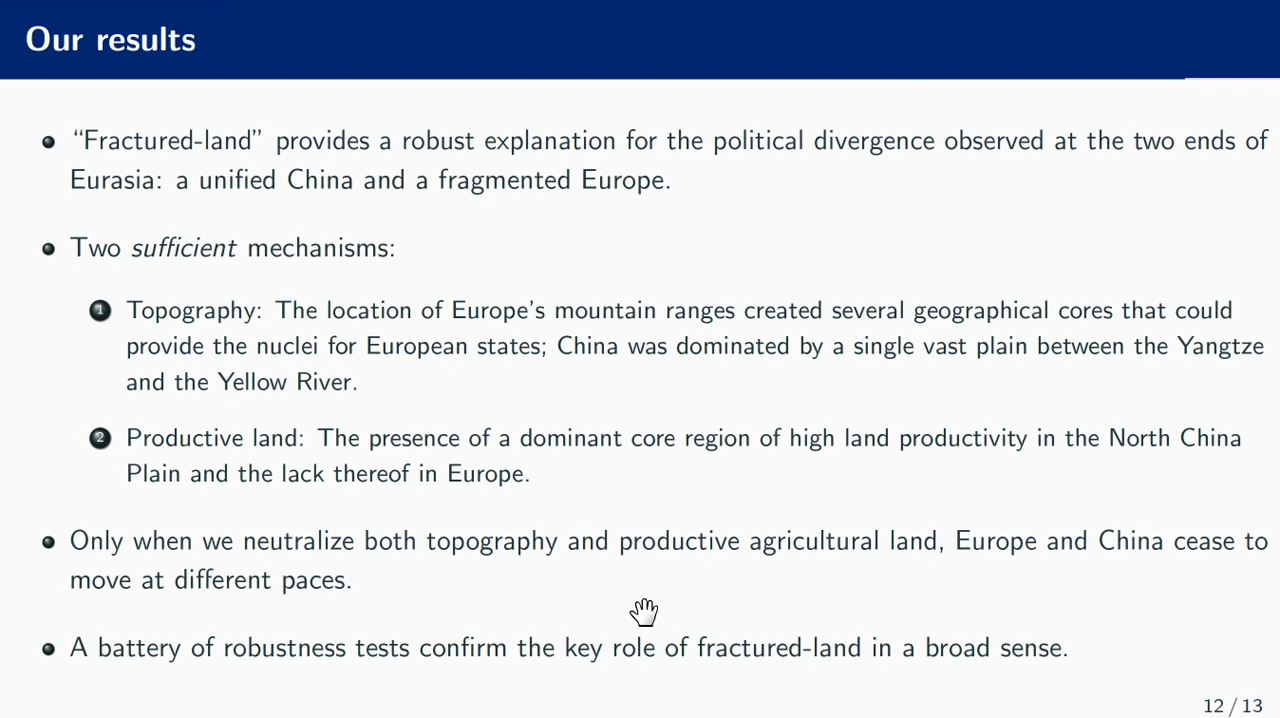 Our results
“Fractured-land” provides a robust explanation for the political divergence observed at the two ends of
Eurasia: a unified China and a fragmented Europe.
Two sufficient mechanisms:
1 Topography: The location of Europe's mountain ranges created several geographical cores that could
provide the nuclei for European states; China was dominated by a single vast plain between the Yangtze
and the Yellow River.
2 Productive land: The presence of a dominant core region of high land productivity in the North China
Plain and the lack thereof in Europe.
Only when we neutralize both topography and productive agricultural land, Europe and China cease to
move at different paces.
A battery of robustness tests confirm the key role of fractured-land in a broad sense.
12 / 13